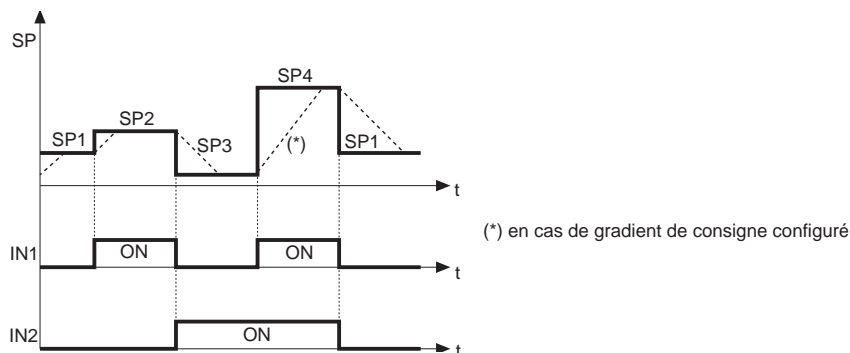 SP
SP4
SP2
SP1
SP3
(*)
SP1
t
(*) en cas de gradient de consigne configuré
IN1
ON
ON
t
IN2
ON
t